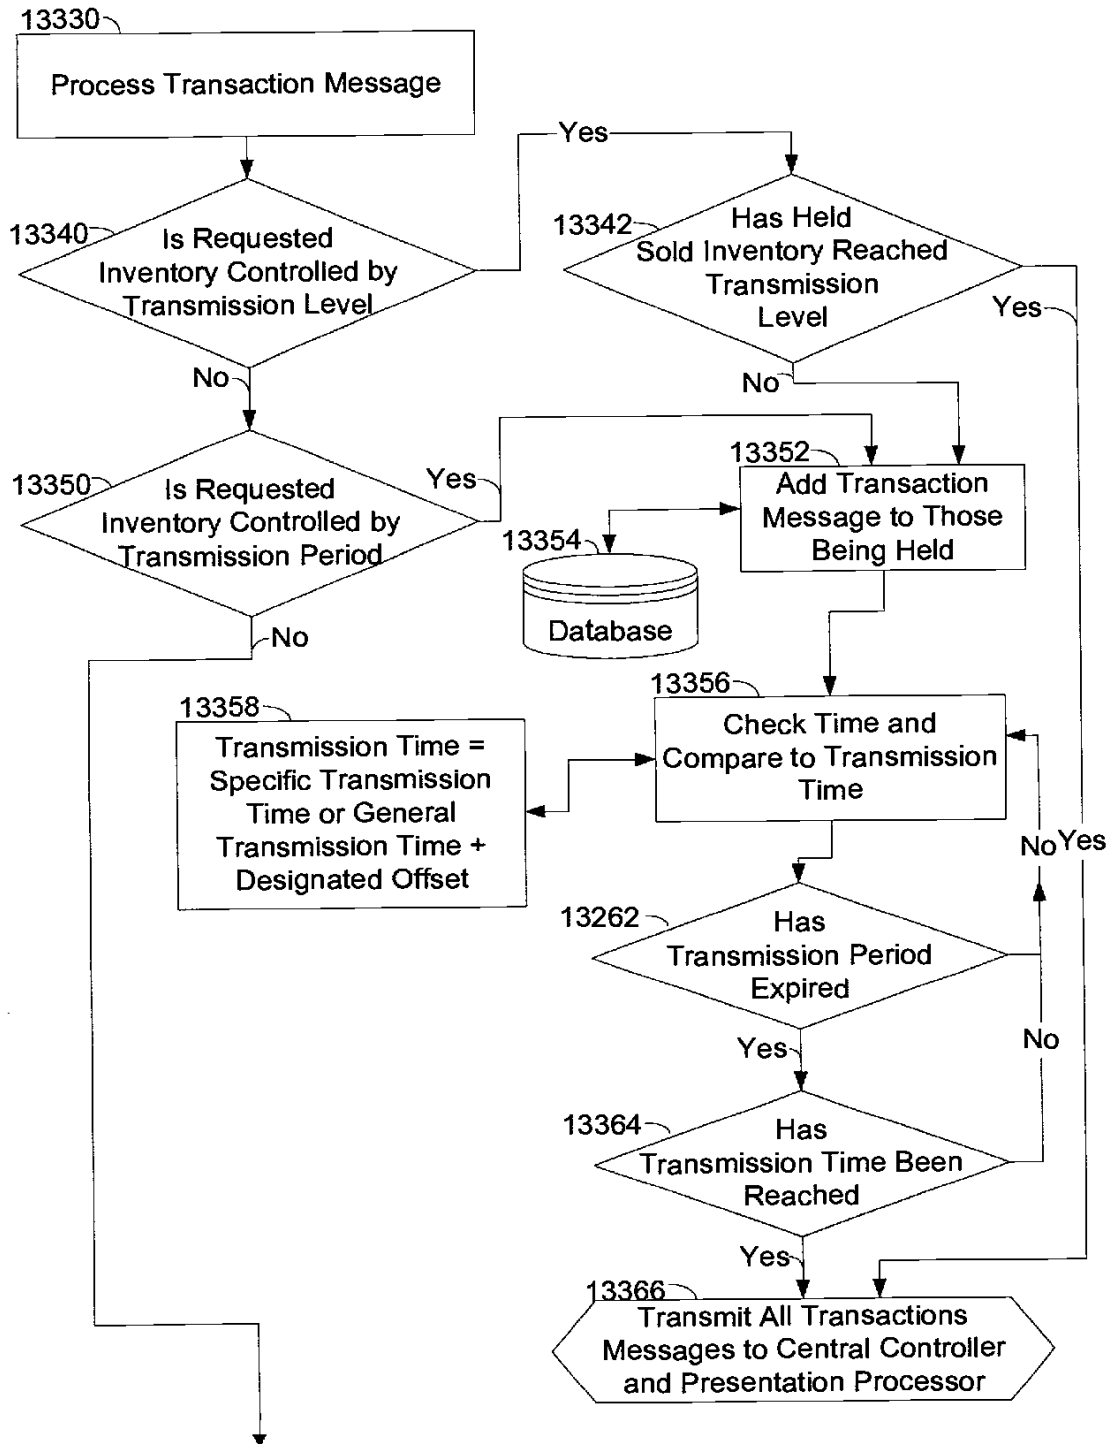 13330
Process Transaction Message
Yes
13340
Is Requested
Inventory Controlled by
Transmission Level
13342
Has Held
Sold Inventory Reached
Transmission
Level
Yes
No
No
13350
Is Requested
Inventory Controlled by
Transmission Period
Yes
13352
Add Transaction
Message to Those
Being Held
13354
Database
No
13356
Check Time and
Compare to Transmission
Time
13358
Transmission Time =
Specific Transmission
Time or General
Transmission Time +
Designated Offset
No
Yes
13262
Has
Transmission Period
Expired
No
Yes
13364
Has
Transmission Time Been
Reached
Yes
13366
Transmit All Transactions
Messages to Central Controller
and Presentation Processor